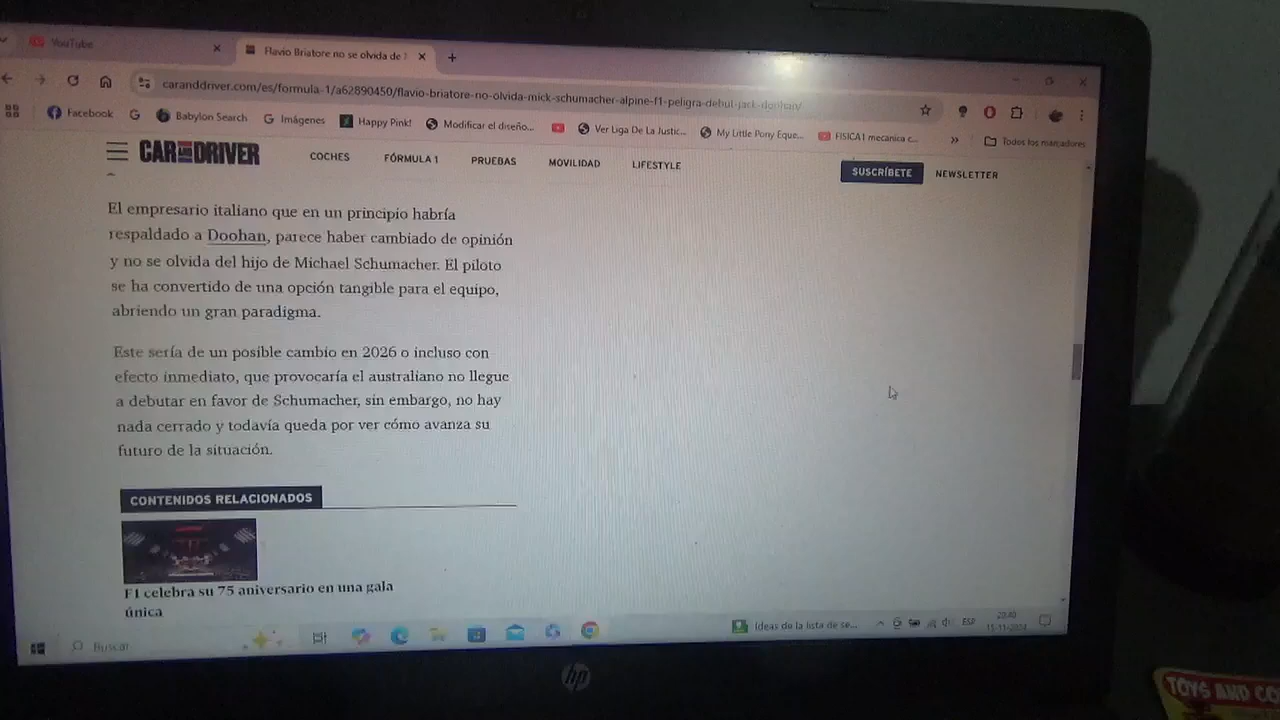 YouTube
Flavio Briatore no se olvida de
caranddriver.com/es/formula-1/a62890450/flavio-briatore-no-olvida-mick-schumacher-alpine-f1-peligra-debut-jack-doohan/
Facebook
Babylon Search
Imágenes
Happy Pink!
Modificar el diseño...
Ver Liga De La Justic...
My Little Pony Eque...
FISICA1 mecanica c...
Todos los marcadores
CAR AND DRIVER
COCHES
FÓRMULA 1
PRUEBAS
MOVILIDAD
LIFESTYLE
SUSCRÍBETE
NEWSLETTER
El empresario italiano que en un principio habría
respaldado a Doohan, parece haber cambiado de opinión
y no se olvida del hijo de Michael Schumacher. El piloto
se ha convertido de una opción tangible para el equipo,
abriendo un gran paradigma.
Este sería de un posible cambio en 2026 o incluso con
efecto inmediato, que provocaría el australiano no llegue
a debutar en favor de Schumacher, sin embargo, no hay
nada cerrado y todavía queda por ver cómo avanza su
futuro de la situación.
CONTENIDOS RELACIONADOS
F1 celebra su 75 aniversario en una gala
única
Buscar
Ideas de la lista de se...
ESP
20:40
15-11-2024
hp
TOYS AND CO